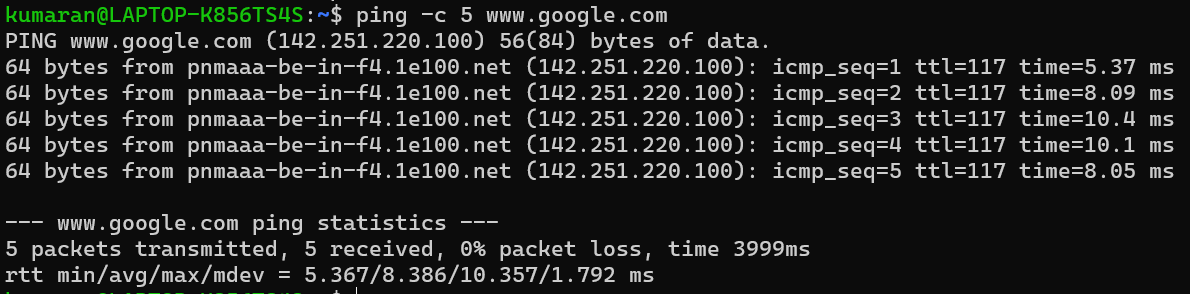 kumaran@LAPTOP-K856TS4S:~$ ping -c 5 www.google.com
PING www.google.com (142.251.220.100) 56(84) bytes of data.
64 bytes from pnmaaa-be-in-f4.1e100.net (142.251.220.100): icmp_seq=1 ttl=117 time=5.37 ms
64 bytes from pnmaaa-be-in-f4.1e100.net (142.251.220.100): icmp_seq=2 ttl=117 time=8.09 ms
64 bytes from pnmaaa-be-in-f4.1e100.net (142.251.220.100): icmp_seq=3 ttl=117 time=10.4 ms
64 bytes from pnmaaa-be-in-f4.1e100.net (142.251.220.100): icmp_seq=4 ttl=117 time=10.1 ms
64 bytes from pnmaaa-be-in-f4.1e100.net (142.251.220.100): icmp_seq=5 ttl=117 time=8.05 ms
--- www.google.com ping statistics ---
5 packets transmitted, 5 received, 0% packet loss, time 3999ms
rtt min/avg/max/mdev = 5.367/8.386/10.357/1.792 ms
kumaran@LAPTOP-K856TS4S:~$